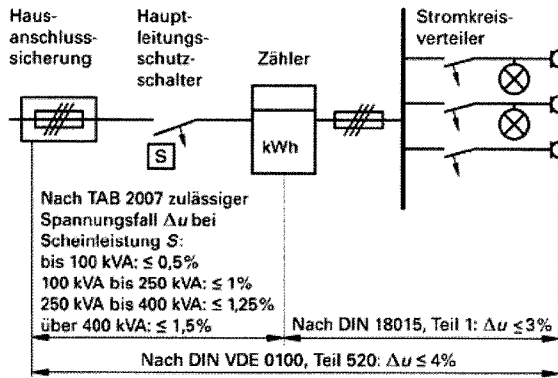 Haus-
anschluss-
sicherung
Haupt-
leitungs-
schutz-
schalter
Zähler
Stromkreis-
verteiler
S
kWh
Nach TAB 2007 zulässiger
Spannungsfall Δu bei
Scheinleistung S:
bis 100 kVA: ≤ 0,5%
100 kVA bis 250 kVA: ≤ 1%
250 kVA bis 400 kVA: ≤ 1,25%
über 400 kVA: ≤ 1,5%
Nach DIN 18015, Teil 1: Δu ≤ 3%
Nach DIN VDE 0100, Teil 520: Δu ≤ 4%